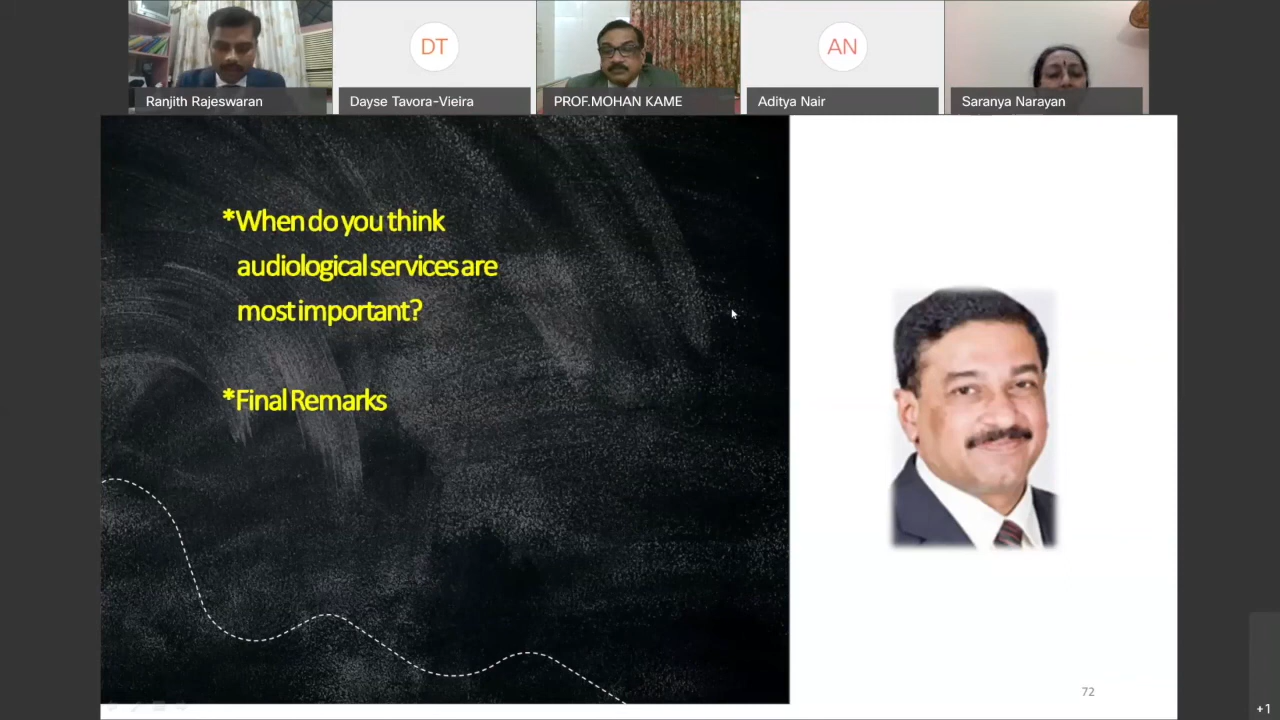 DT
AN
Ranjith Rajeswaran
Dayse Tavora-Vieira
PROF.MOHAN KAME
Aditya Nair
Saranya Narayan
*When do you think
audiological services are
most important?
*Final Remarks
72
+1